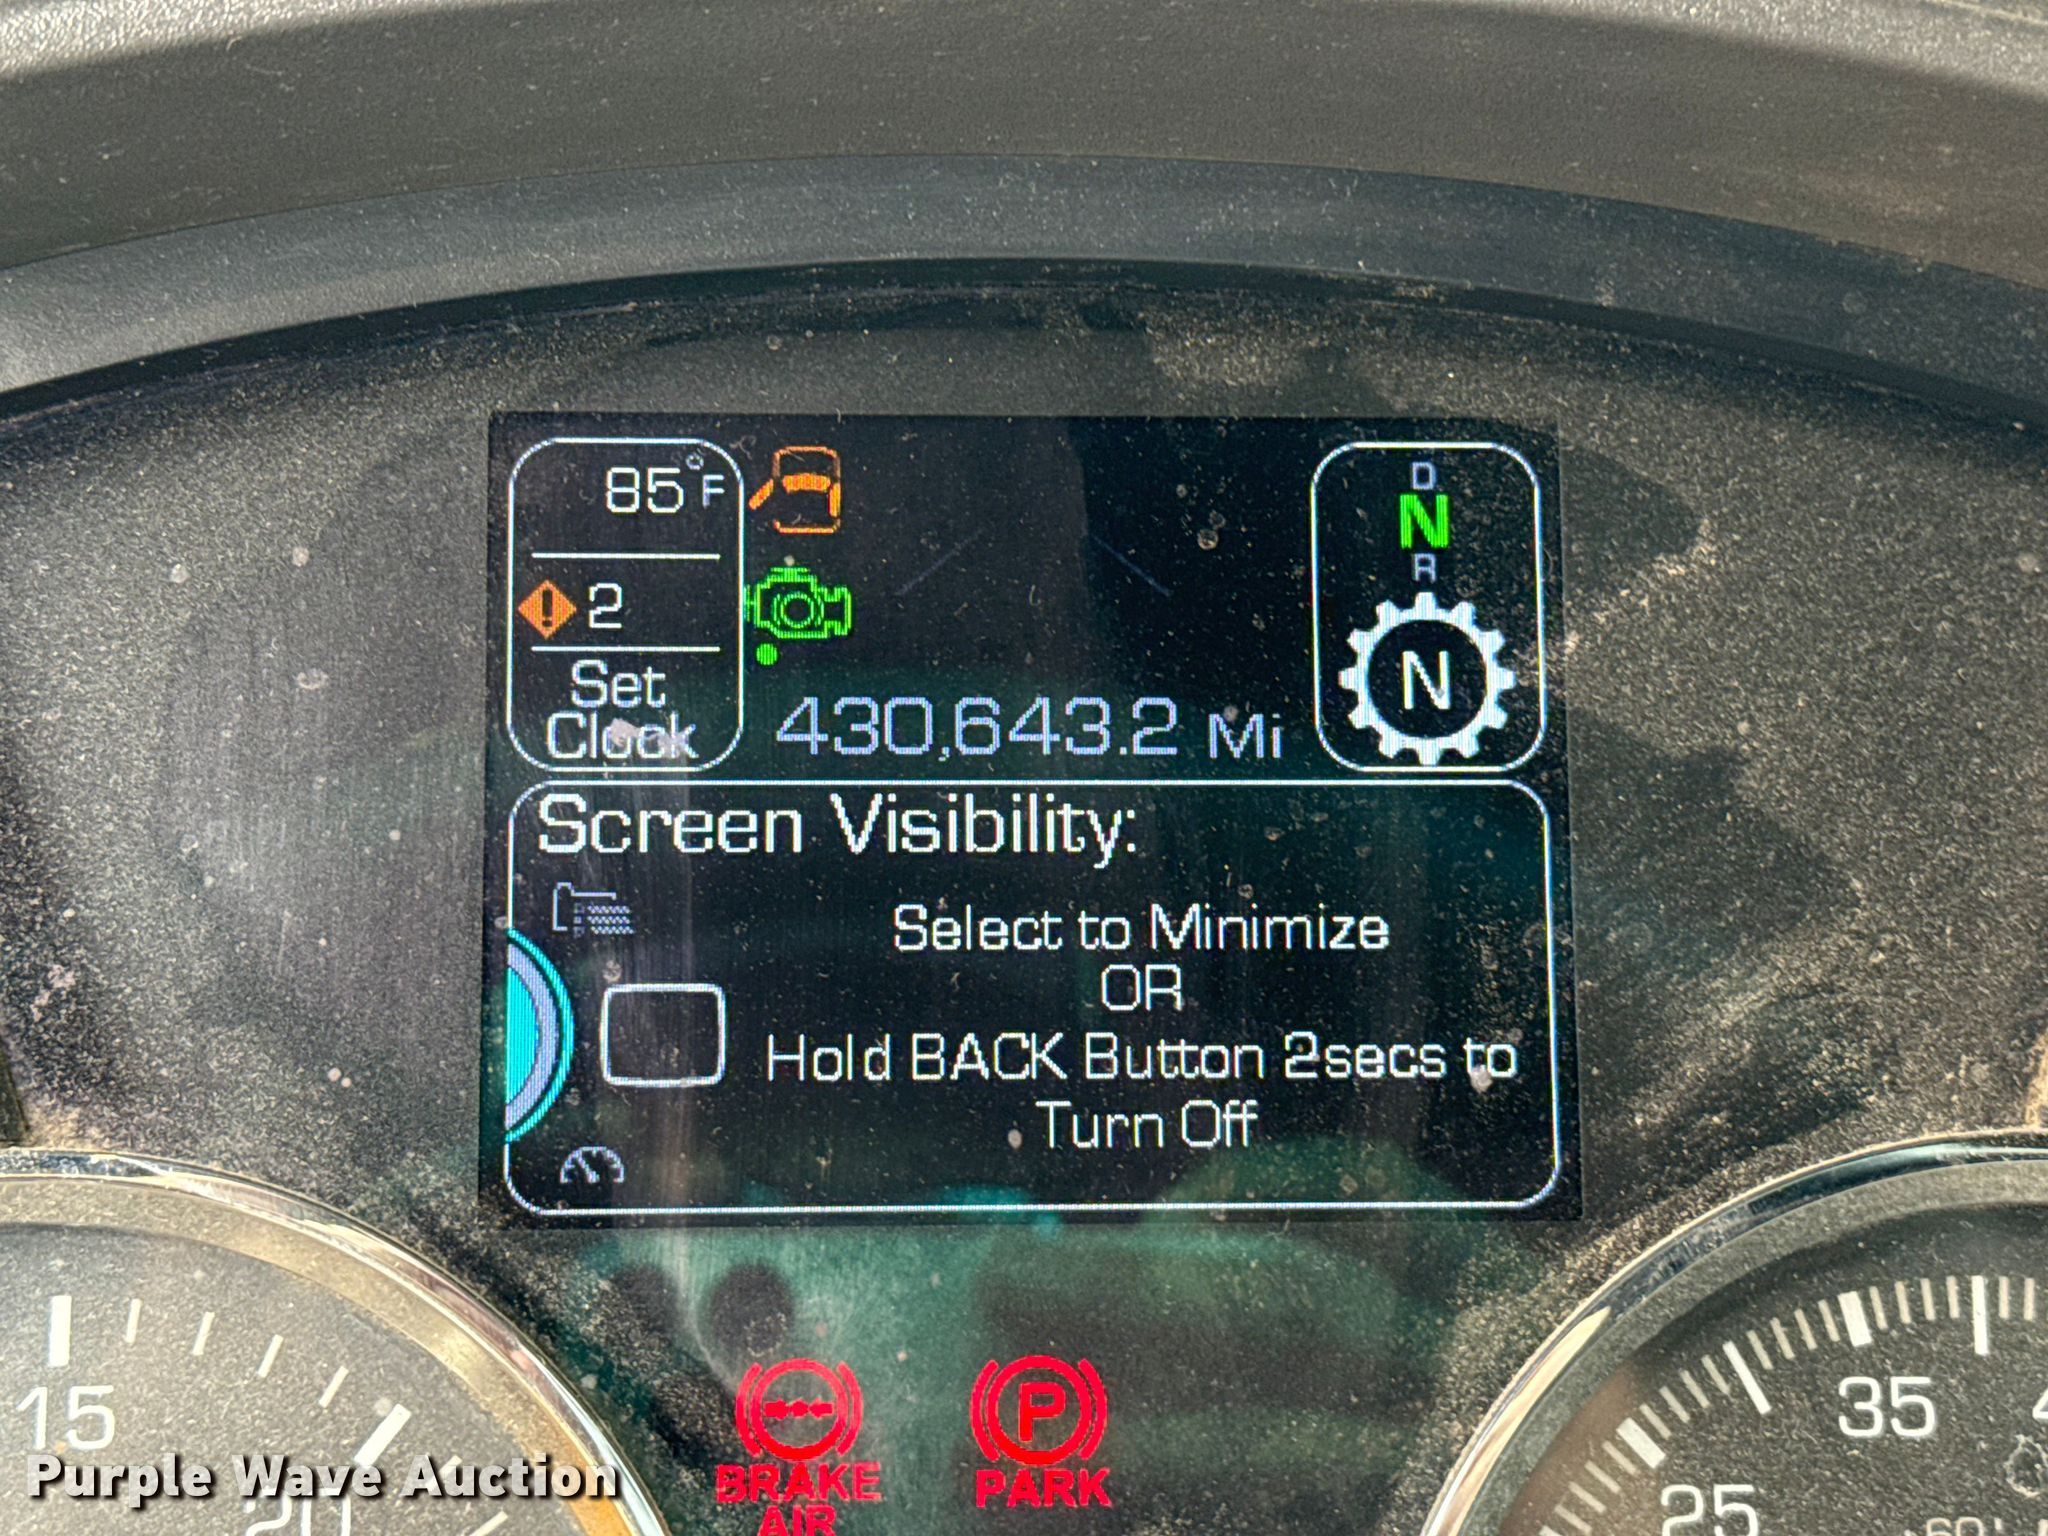 85°F
D
N
R
2
N
Set
Clock
430,643.2 Mi
Screen Visibility:
Select to Minimize
OR
Hold BACK Button 2secs to
Turn Off
P
BRAKE
AIR
PARK
15
20
35
25
Purple Wave Auction